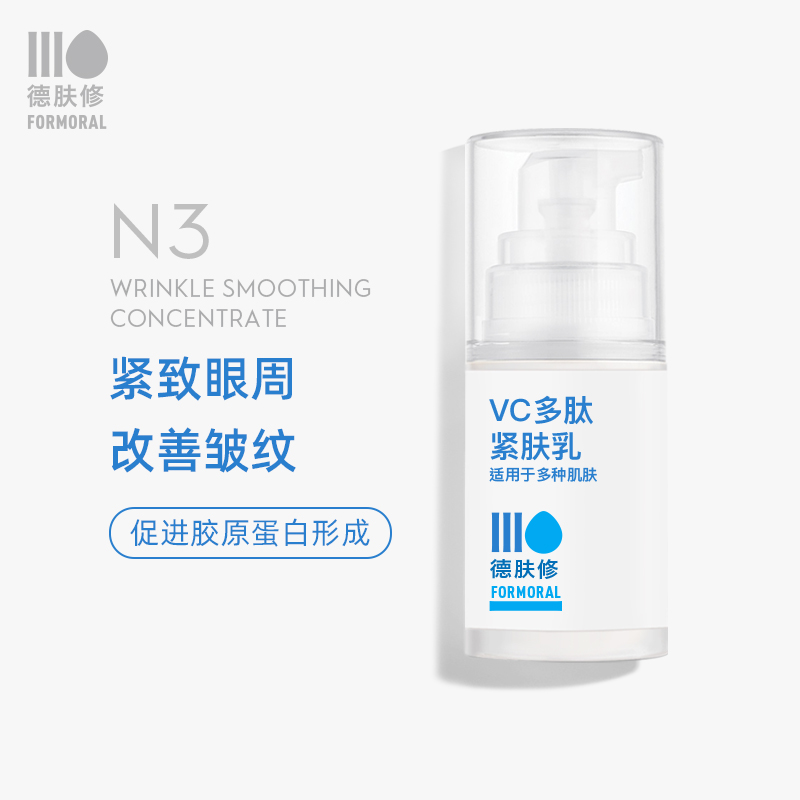 德肤修
FORMORAL
N3
WRINKLE SMOOTHING
CONCENTRATE
紧致眼周
改善皱纹
促进胶原蛋白形成
VC多肽
紧肤乳
适用于多种肌肤
德肤修
FORMORAL